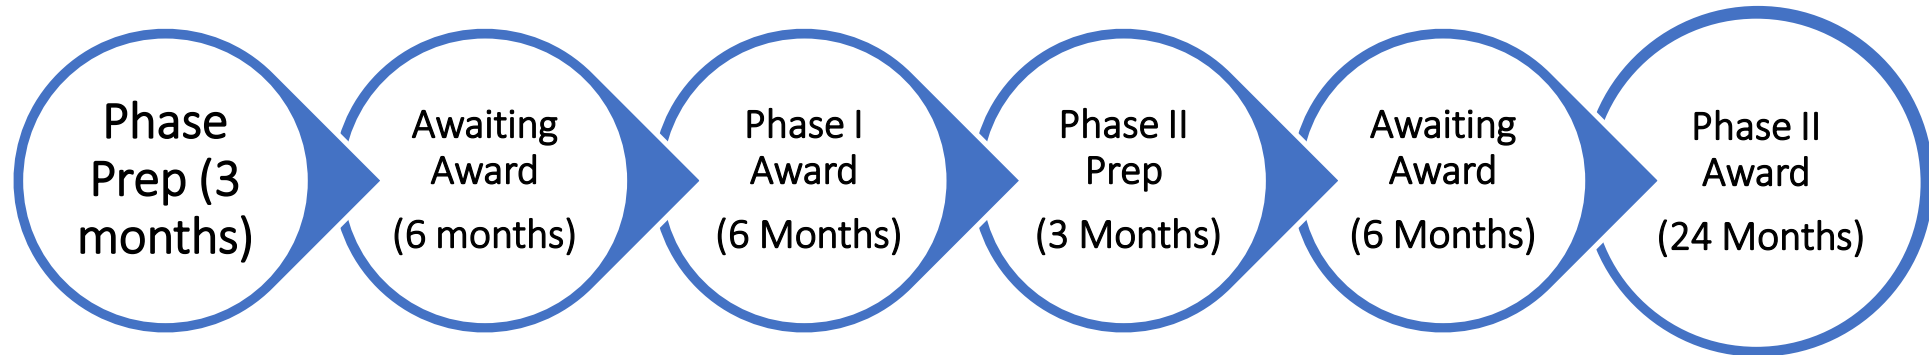 Phase
Prep (3
months)
Awaiting
Award
(6 months)
Phase I
Award
(6 Months)
Phase II
Prep
(3 Months)
Awaiting
Award
(6 Months)
Phase II
Award
(24 Months)